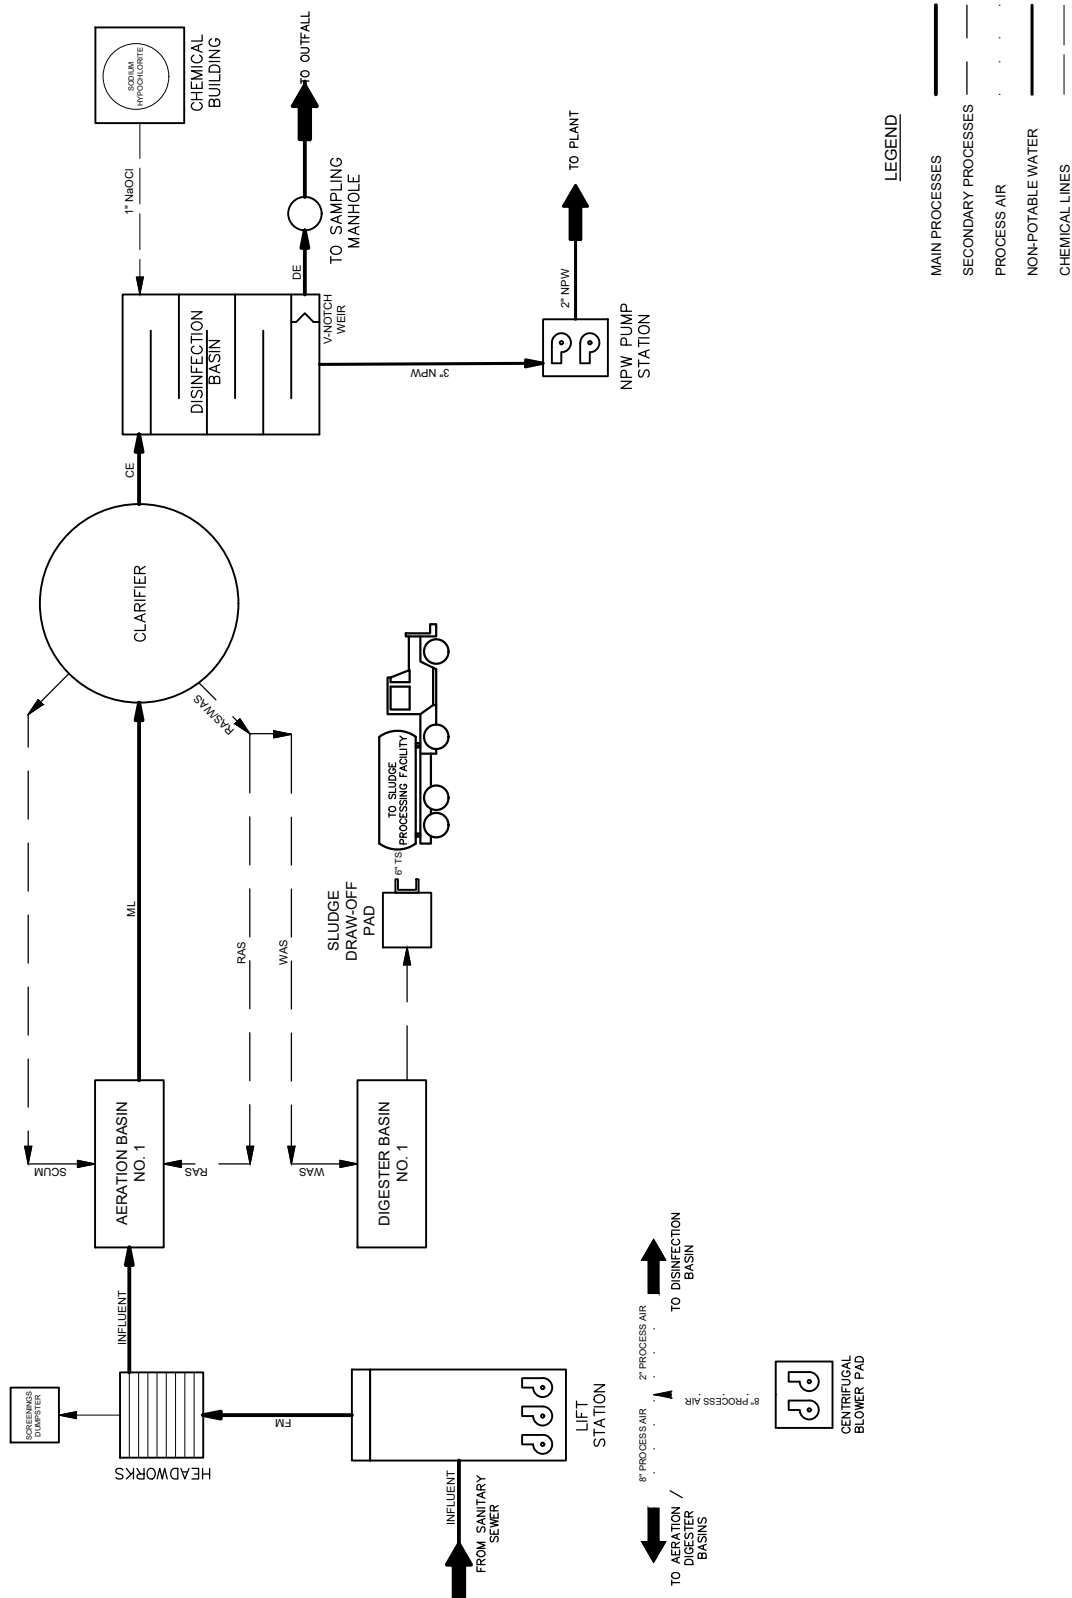 SODIUM
HYPOCHLORITE
CHEMICAL
BUILDING
1" NaOCl
TO OUTFALL
TO SAMPLING
MANHOLE
DE
V-NOTCH
WEIR
DISINFECTION
BASIN
CE
3" NPW
2" NPW
TO PLANT
NPW PUMP
STATION
CLARIFIER
RAS/WAS
ML
RAS
WAS
TO SLUDGE
PROCESSING FACILITY
6" TS
SLUDGE
DRAW-OFF
PAD
SCUM
AERATION BASIN
NO. 1
RAS
WAS
DIGESTER BASIN
NO. 1
INFLUENT
SCREENINGS
DUMPSTER
HEADWORKS
FM
LIFT
STATION
INFLUENT
FROM SANITARY
SEWER
TO DISINFECTION
BASIN
2" PROCESS AIR
8" PROCESS AIR
8" PROCESS AIR
TO AERATION /
DIGESTER
BASINS
CENTRIFUGAL
BLOWER PAD
LEGEND
MAIN PROCESSES
SECONDARY PROCESSES
PROCESS AIR
NON-POTABLE WATER
CHEMICAL LINES